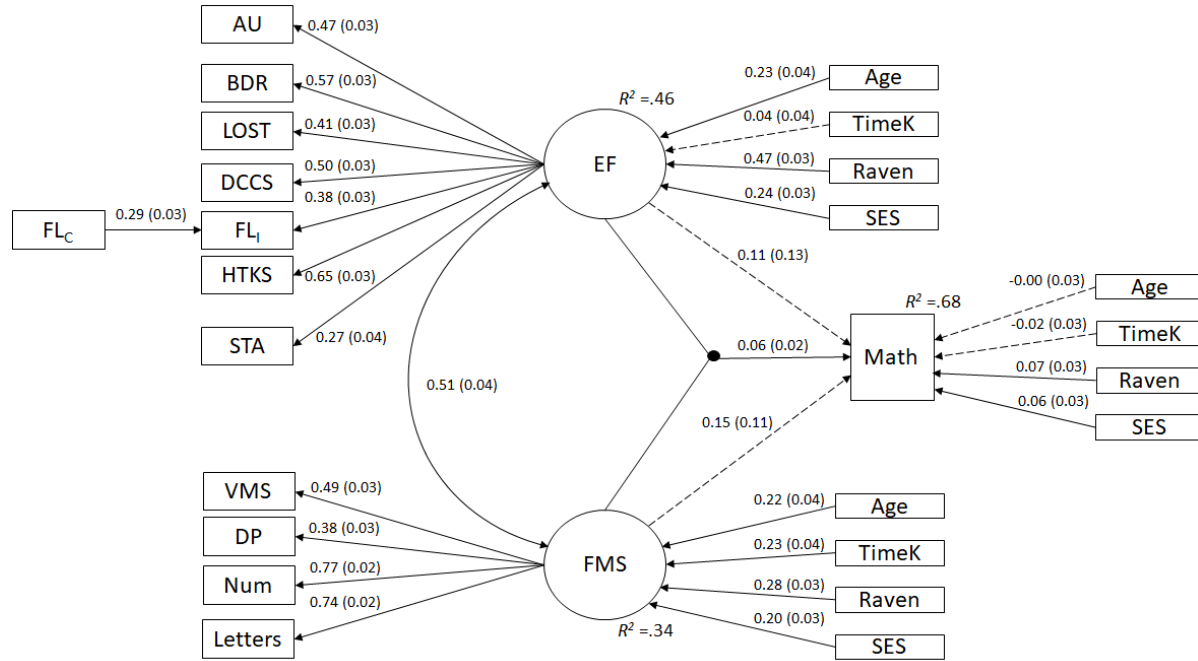 AU
0.47 (0.03)
BDR
0.57 (0.03)
LOST
0.41 (0.03)
DCCS
0.50 (0.03)
FL_C
0.29 (0.03)
FL_I
0.38 (0.03)
HTKS
0.65 (0.03)
STA
0.27 (0.04)
R² =.46
EF
0.23 (0.04)
Age
0.04 (0.04)
TimeK
0.47 (0.03)
Raven
0.24 (0.03)
SES
0.51 (0.04)
0.11 (0.13)
0.06 (0.02)
0.15 (0.11)
R² =.68
Math
-0.00 (0.03)
Age
-0.02 (0.03)
TimeK
0.07 (0.03)
Raven
0.06 (0.03)
SES
VMS
0.49 (0.03)
DP
0.38 (0.03)
Num
0.77 (0.02)
Letters
0.74 (0.02)
FMS
R² =.34
0.22 (0.04)
Age
0.23 (0.04)
TimeK
0.28 (0.03)
Raven
0.20 (0.03)
SES